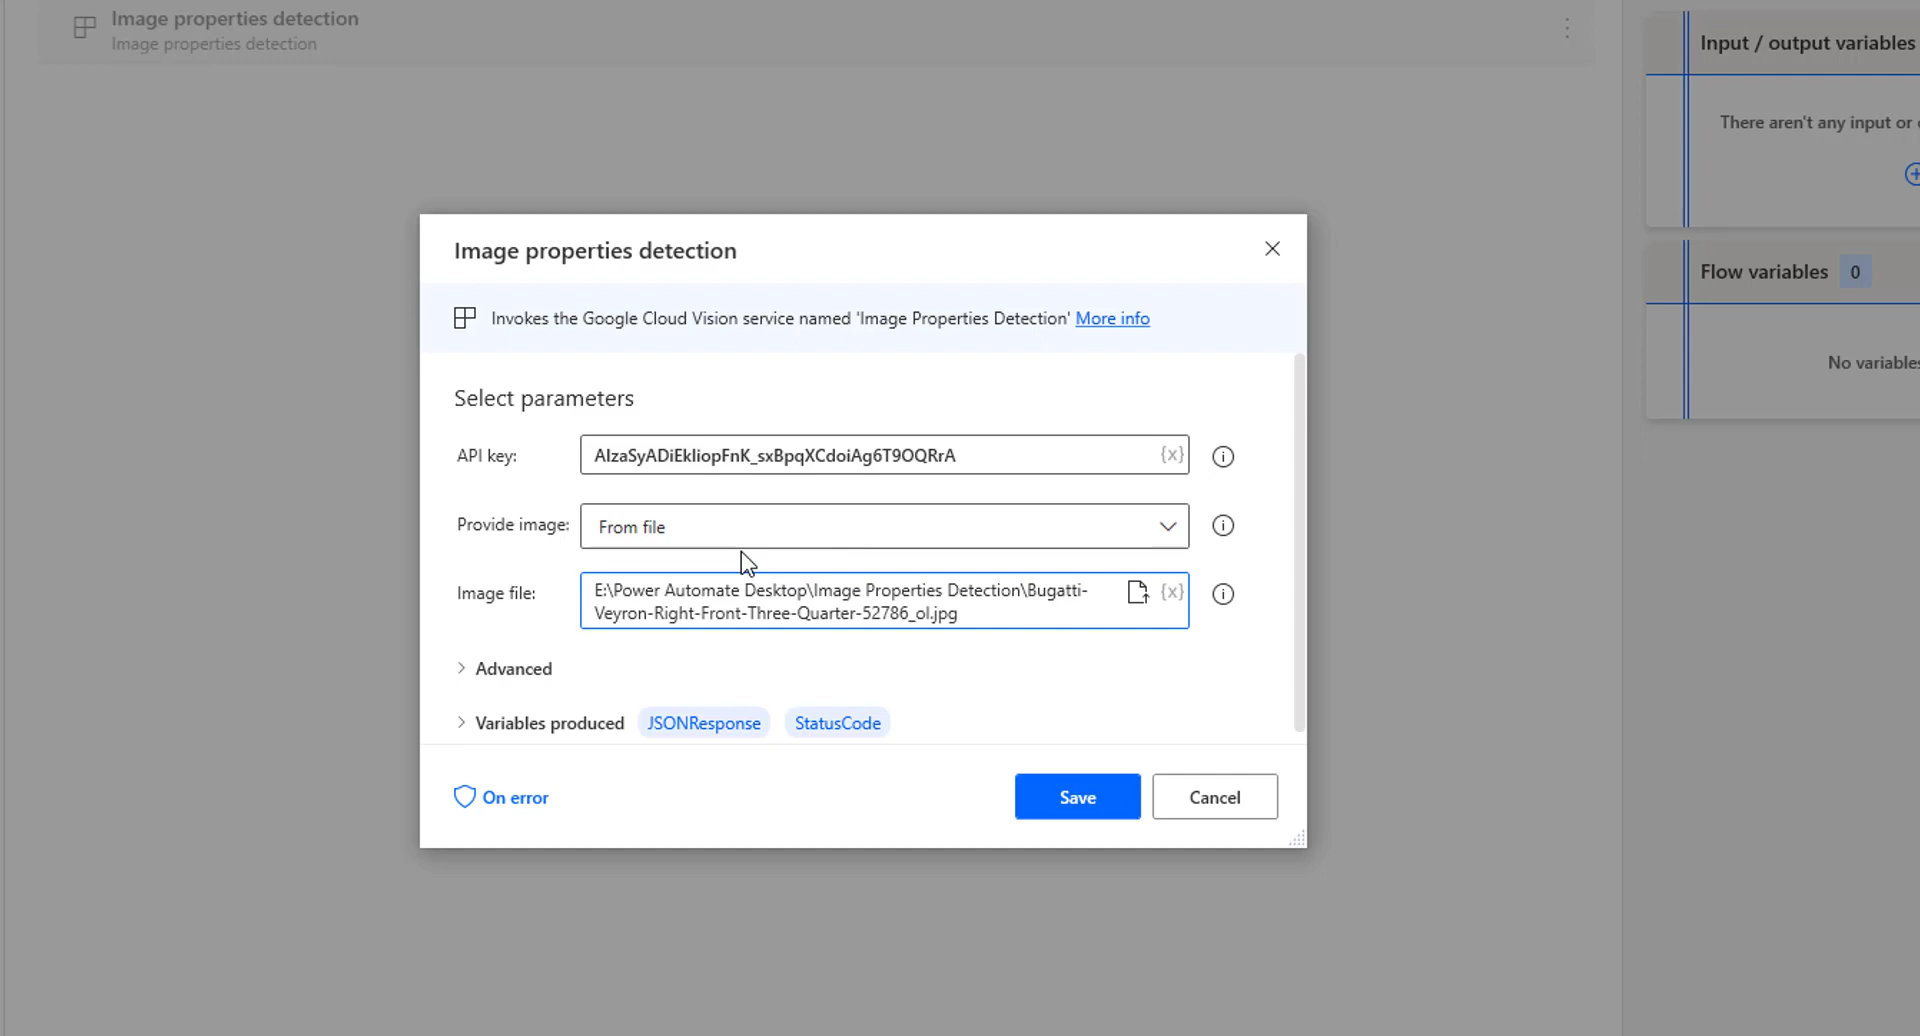 Image properties detection
Image properties detection
Input / output variables
There aren't any input or
Flow variables 0
No variables
Image properties detection
Invokes the Google Cloud Vision service named 'Image Properties Detection' More info
Select parameters
API key:
AIzaSyADiEkIiopFnK_sxBpqXCdoiAg6T9OQRrA {x}
Provide image:
From file
Image file:
E:\Power Automate Desktop\Image Properties Detection\Bugatti-
Veyron-Right-Front-Three-Quarter-52786_ol.jpg
{x}
Advanced
Variables produced JSONResponse StatusCode
On error
Save
Cancel